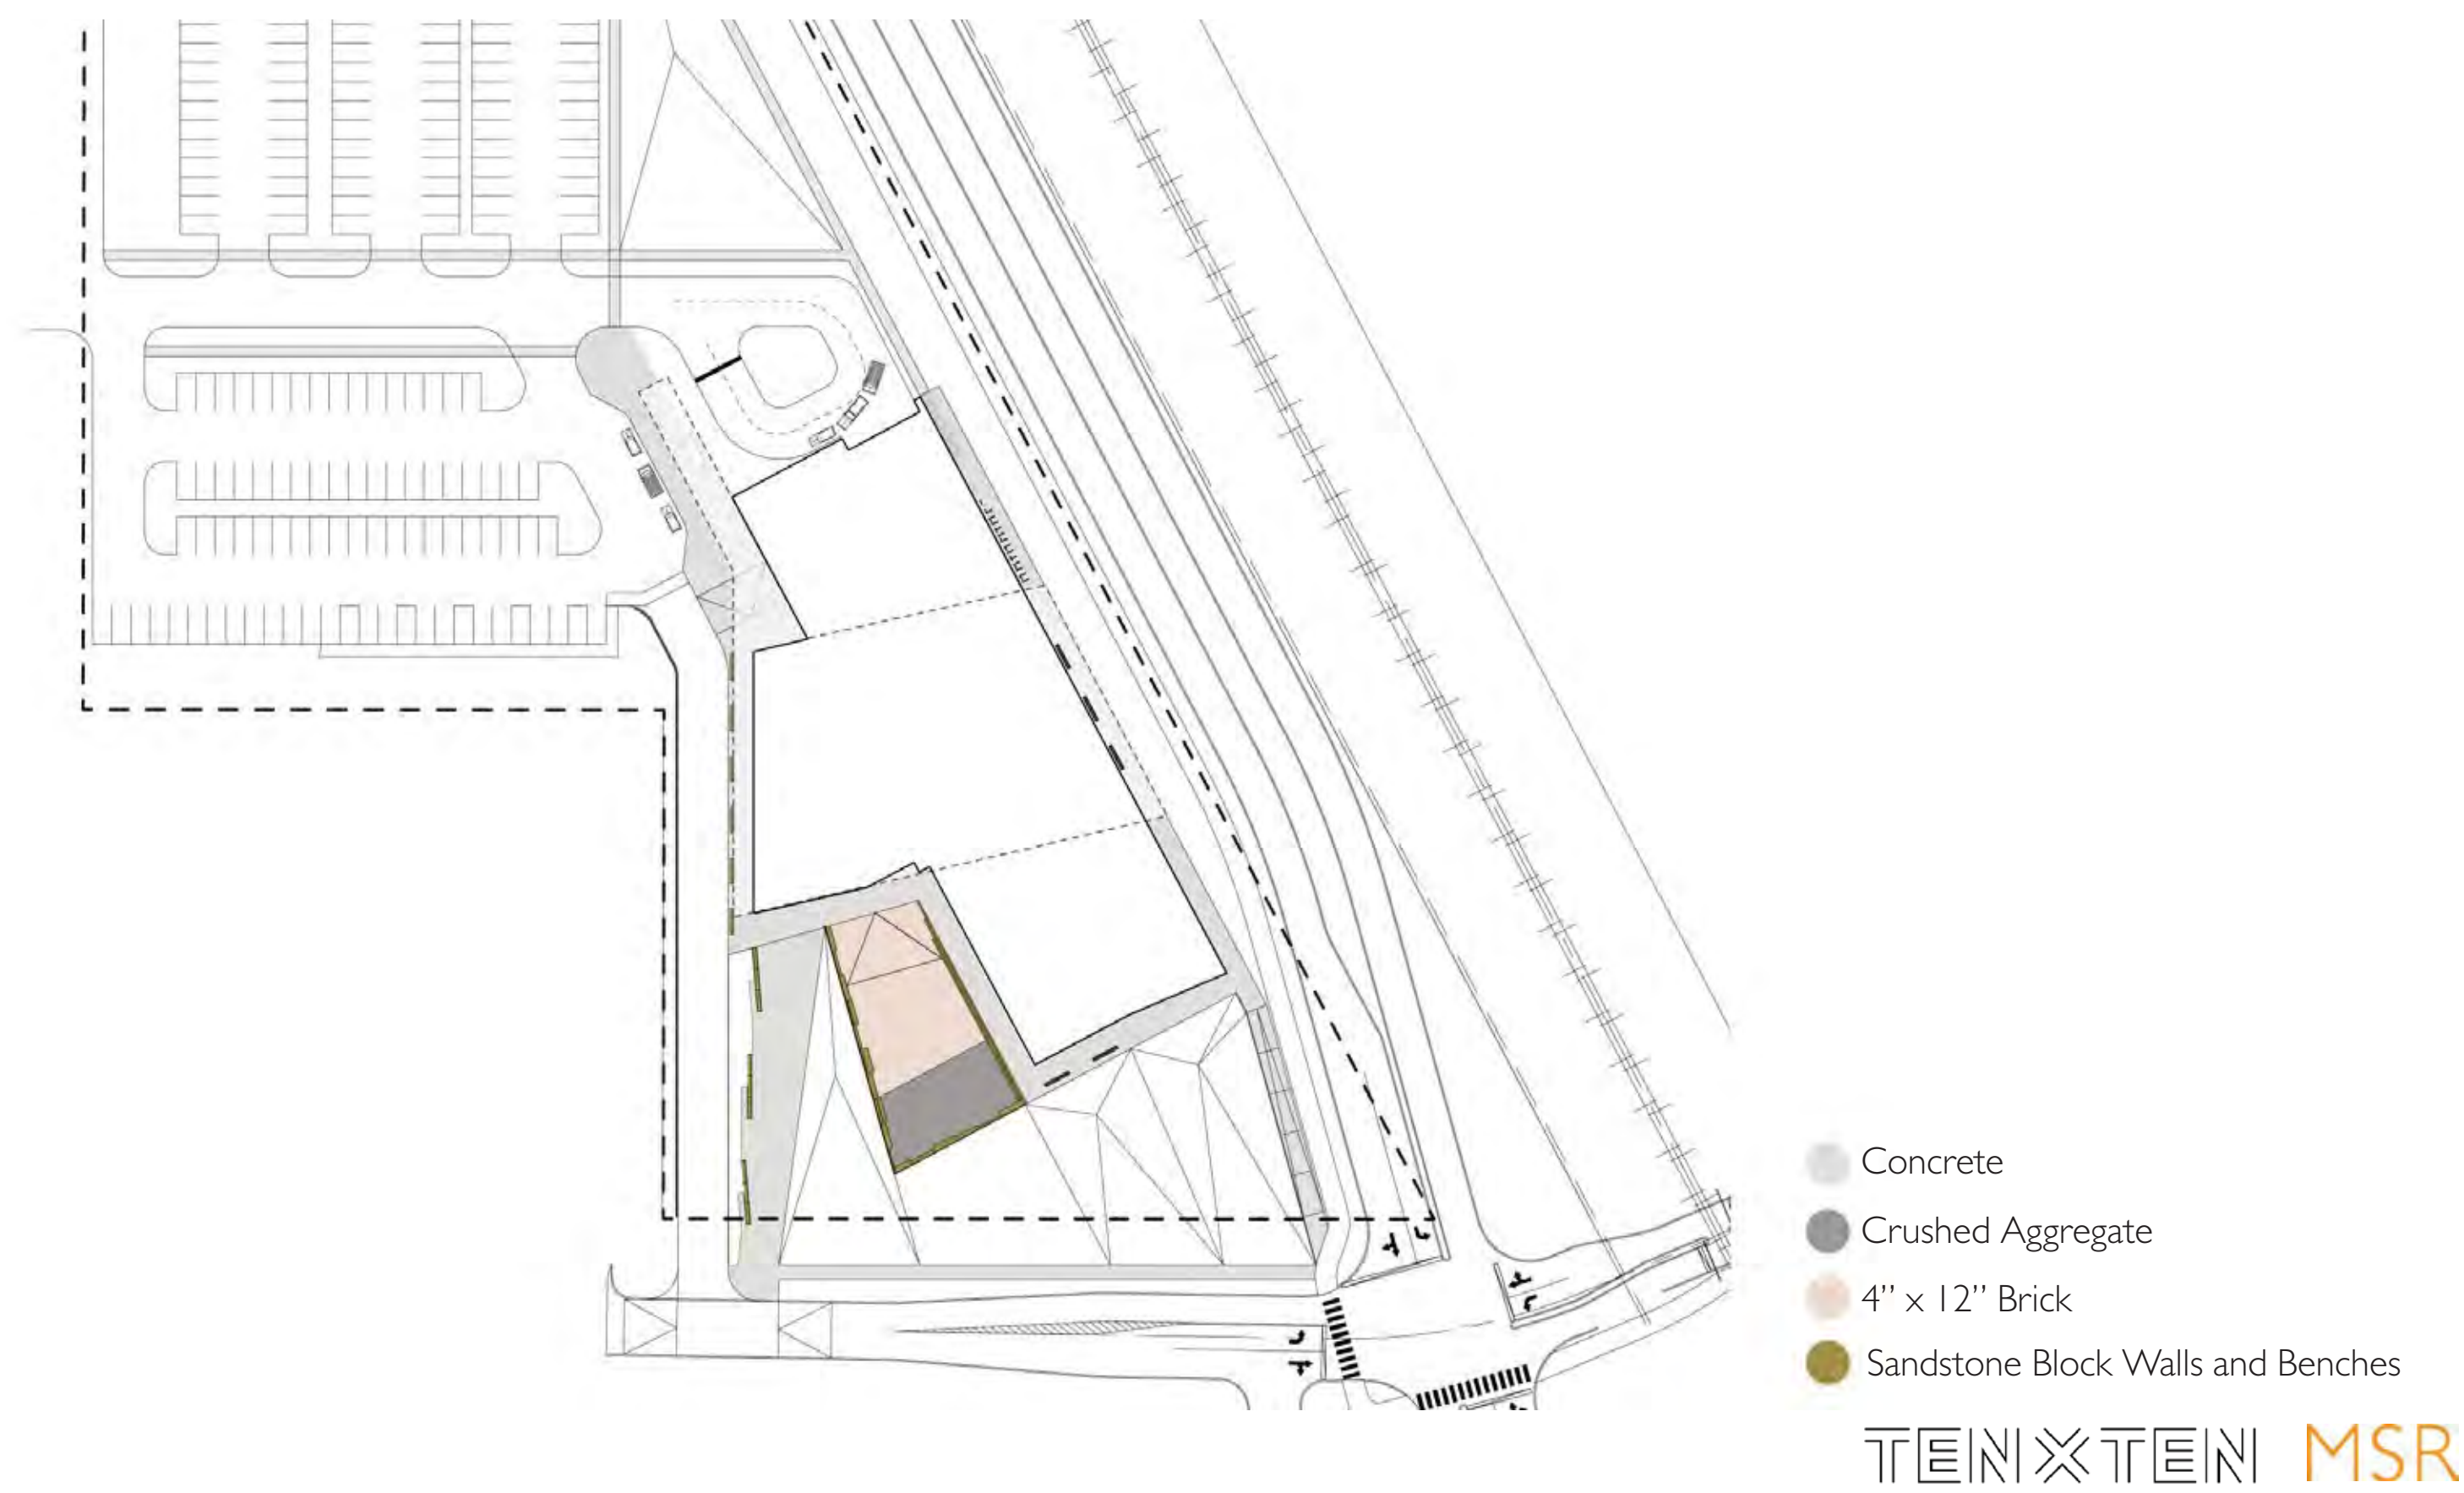 Concrete
Crushed Aggregate
4’’ x 12’’ Brick
Sandstone Block Walls and Benches
TENXTEN MSR